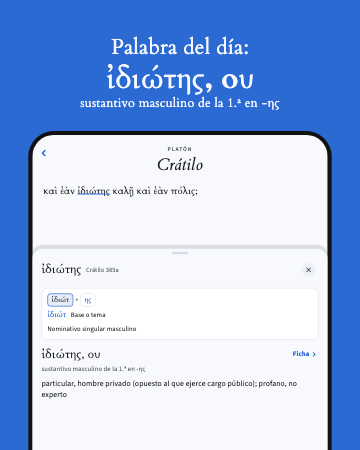 Palabra del día:
ἰδιώτης, ου
sustantivo masculino de la 1.ª en -ης
PLATÓN
Crátilo
καὶ ἐὰν ἰδιώτης καλῇ καὶ ἐὰν πόλις;
ἰδιώτης Crátilo 385a
ἰδιώτ + ης
ἰδιώτ Base o tema
Nominativo singular masculino
ἰδιώτης, ου Ficha
sustantivo masculino de la 1.ª en -ης
particular, hombre privado (opuesto al que ejerce cargo público); profano, no
experto